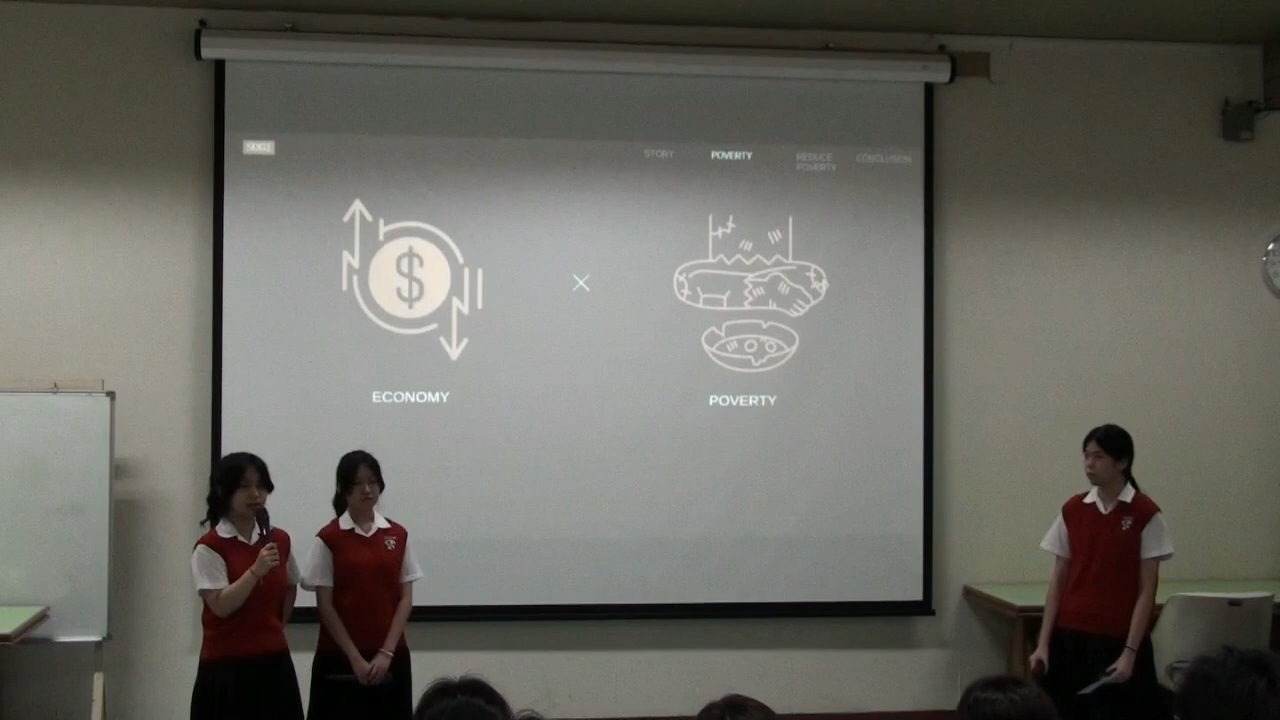 SDG1
STORY
POVERTY
REDUCE
POVERTY
CONCLUSION
$
ECONOMY
POVERTY